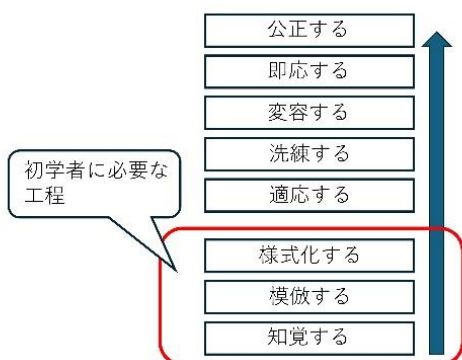 公正する
即応する
変容する
洗練する
適応する
初学者に必要な
工程
様式化する
模倣する
知覚する